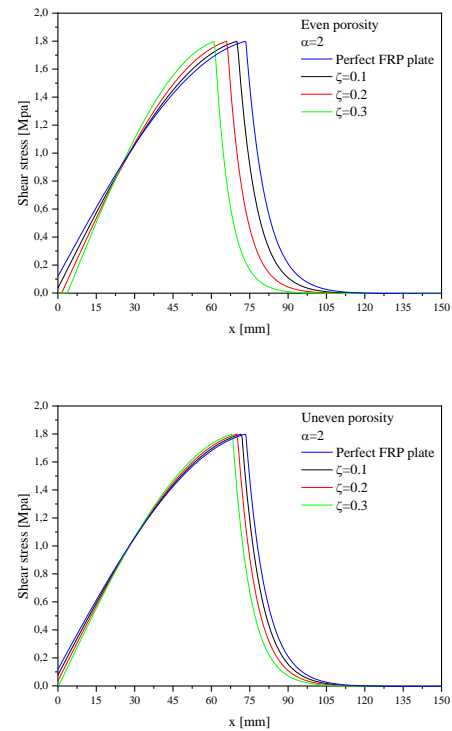 2,0
1,8
1,6
1,4
1,2
1,0
0,8
0,6
0,4
0,2
0,0
Shear stress [Mpa]
Even porosity
α=2
Perfect FRP plate
ζ=0.1
ζ=0.2
ζ=0.3
0 15 30 45 60 75 90 105 120 135 150
x [mm]
2,0
1,8
1,6
1,4
1,2
1,0
0,8
0,6
0,4
0,2
0,0
Shear stress [Mpa]
Uneven porosity
α=2
Perfect FRP plate
ζ=0.1
ζ=0.2
ζ=0.3
0 15 30 45 60 75 90 105 120 135 150
x [mm]